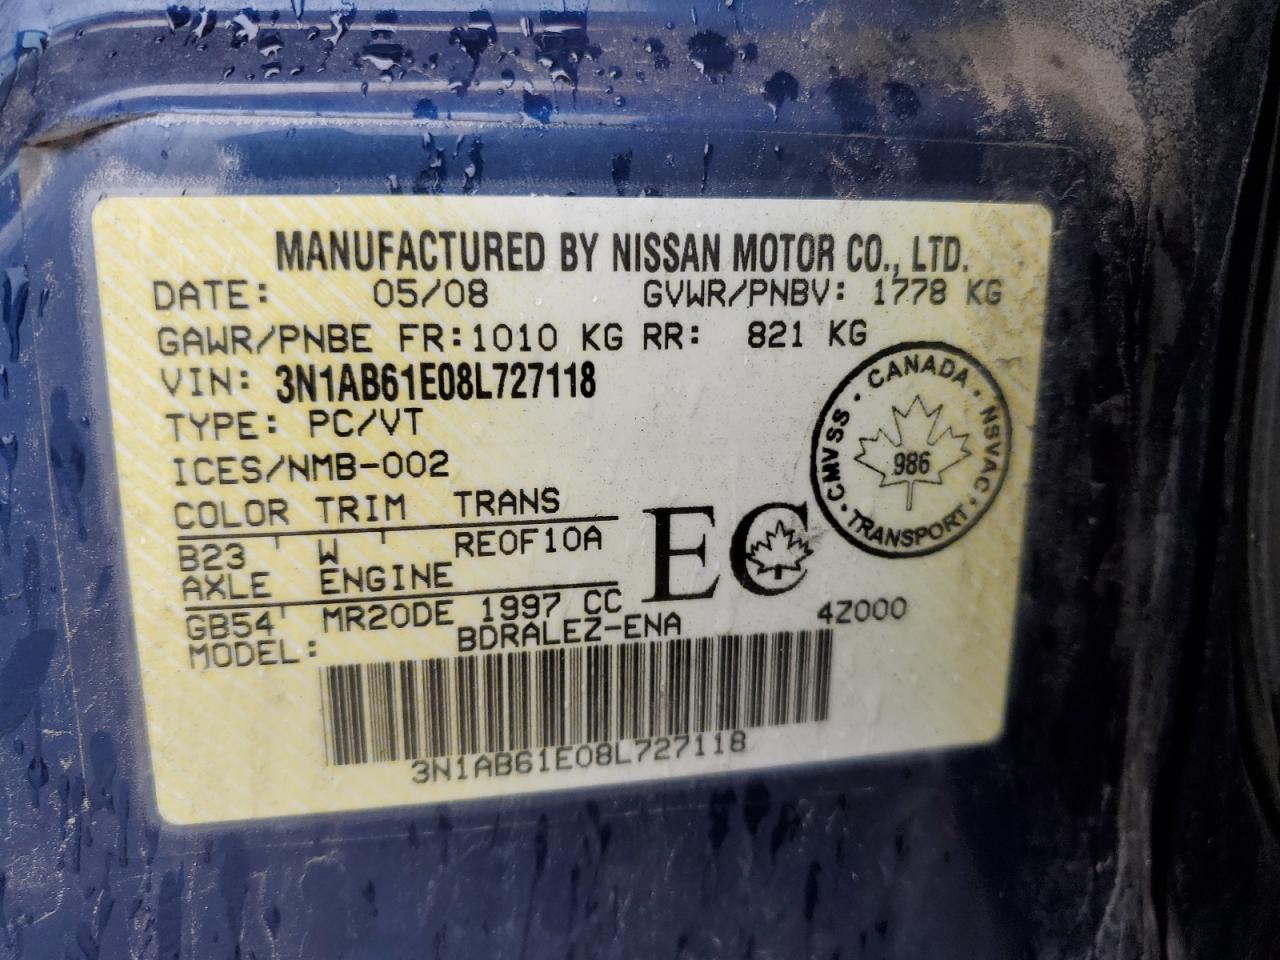 MANUFACTURED BY NISSAN MOTOR CO., LTD.
DATE: 05/08 GVWR/PNBV: 1778 KG
GAWR/PNBE FR:1010 KG RR: 821 KG
VIN: 3N1AB61E08L727118
TYPE: PC/VT
ICES/NMB-002
COLOR TRIM TRANS
B23 W RE0F10A
AXLE ENGINE
GB54 MR20DE 1997 CC
MODEL: BDRALEZ-ENA 4Z000
3N1AB61E08L727118
EC
· CANADA · NSVAC · TRANSPORT · CMVSS
986